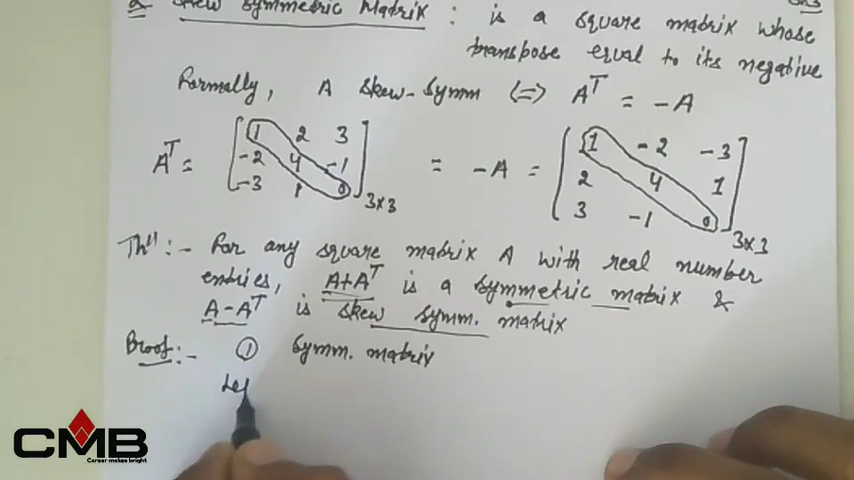 Skew Symmetric Matrix : is a square matrix whose
transpose equal to its negative
Formally, A skew-symm <=> A^T = -A
A^T = [1 2 3; -2 4 -1; -3 1 0] 3x3 = -A = [1 -2 -3; 2 4 1; 3 -1 0] 3x3
Th^n :- For any square matrix A with real number
entries, A+A^T is a symmetric matrix &
A-A^T is skew symm. matrix
Proof :- ① Symm. matrix
Let
CMB
Career makes bright